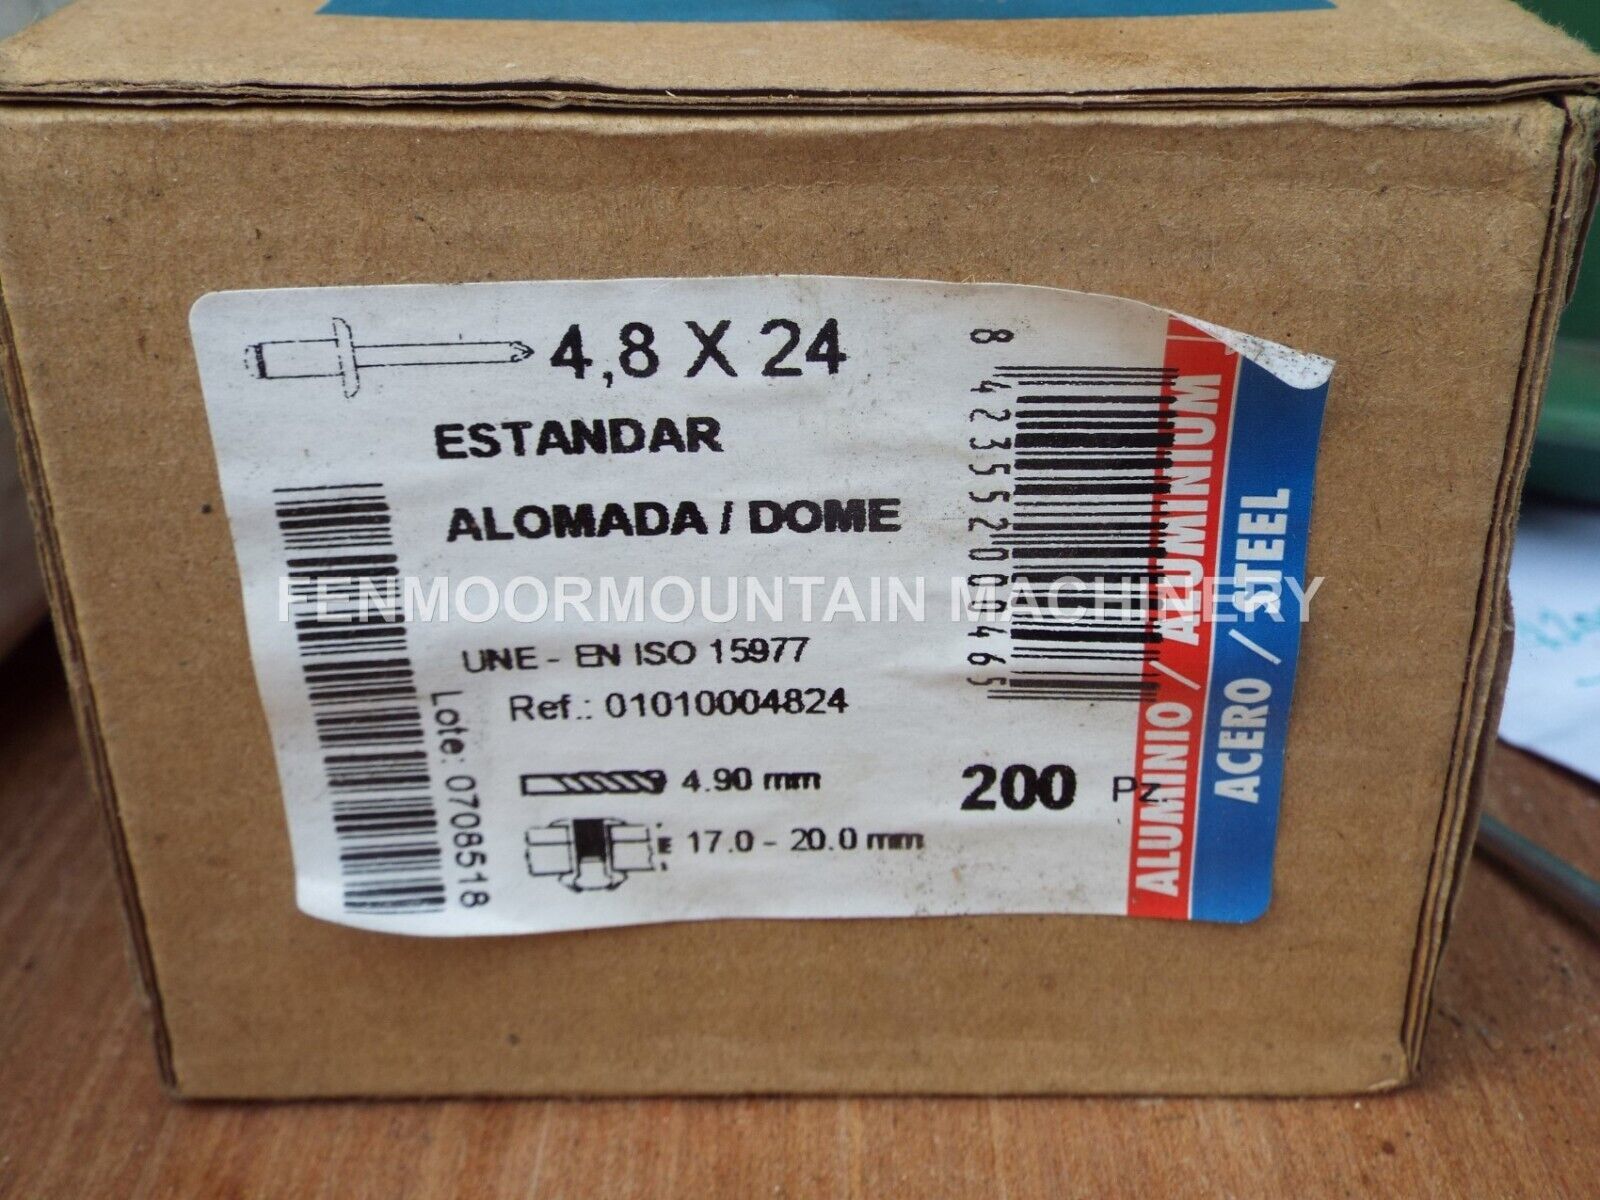 4,8 X 24
ESTANDAR
ALOMADA / DOME
FENMOORMOUNTAIN MACHINERY
UNE - EN ISO 15977
Ref.: 01010004824
4.90 mm
200 Pz
E 17.0 - 20.0 mm
Lote: 0708518
8 423552 000465
ALUMINIO / ALUMINIUM
ACERO / STEEL